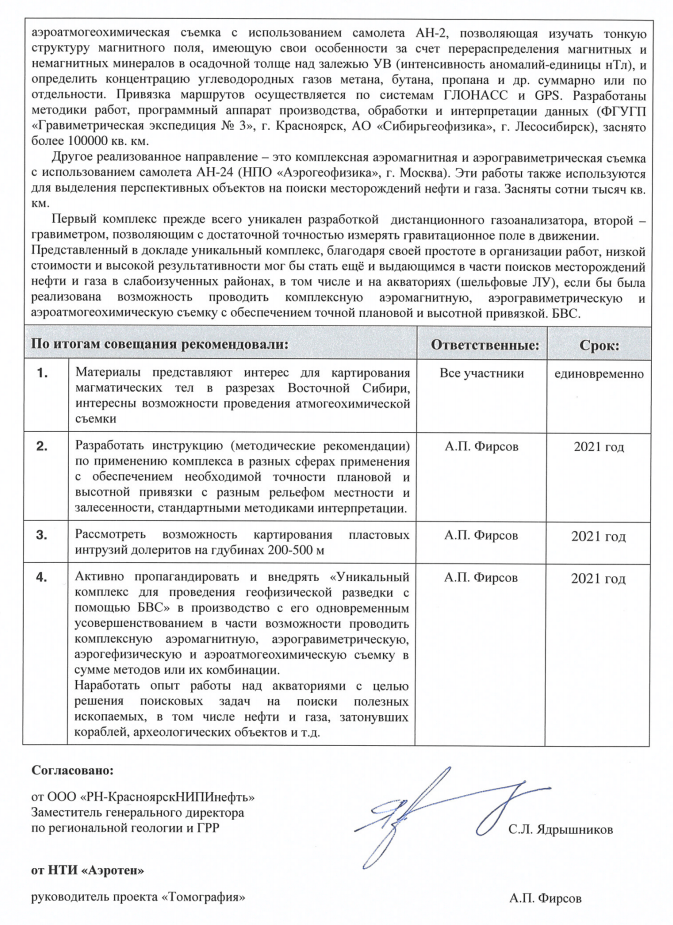 аэроатмогеохимическая съемка с использованием самолета АН-2, позволяющая изучать тонкую
структуру магнитного поля, имеющую свои особенности за счет перераспределения магнитных и
немагнитных минералов в осадочной толще над залежью УВ (интенсивность аномалий-единицы нТл), и
определить концентрацию углеводородных газов метана, бутана, пропана и др. суммарно или по
отдельности. Привязка маршрутов осуществляется по системам ГЛОНАСС и GPS. Разработаны
методики работ, программный аппарат производства, обработки и интерпретации данных (ФГУГП
«Гравиметрическая экспедиция № 3», г. Красноярск, АО «Сибирьгеофизика», г. Лесосибирск), заснято
более 100000 кв. км.
Другое реализованное направление – это комплексная аэромагнитная и аэрогравиметрическая съемка
с использованием самолета АН-24 (НПО «Аэрогеофизика», г. Москва). Эти работы также используются
для выделения перспективных объектов на поиски месторождений нефти и газа. Засняты сотни тысяч кв.
км.
Первый комплекс прежде всего уникален разработкой дистанционного газоанализатора, второй –
гравиметром, позволяющим с достаточной точностью измерять гравитационное поле в движении.
Представленный в докладе уникальный комплекс, благодаря своей простоте в организации работ, низкой
стоимости и высокой результативности мог бы стать ещё и выдающимся в части поисков месторождений
нефти и газа в слабоизученных районах, в том числе и на акваториях (шельфовые ЛУ), если бы была
реализована возможность проводить комплексную аэромагнитную, аэрогравиметрическую и
аэроатмогеохимическую съемку с обеспечением точной плановой и высотной привязкой. БВС.
По итогам совещания рекомендовали: Ответственные: Срок:
1. Материалы представляют интерес для картирования Все участники единовременно
магматических тел в разрезах Восточной Сибири,
интересны возможности проведения атмогеохимической
съемки
2. Разработать инструкцию (методические рекомендации) А.П. Фирсов 2021 год
по применению комплекса в разных сферах применения
с обеспечением необходимой точности плановой и
высотной привязки с разным рельефом местности и
залесенности, стандартными методиками интерпретации.
3. Рассмотреть возможность картирования пластовых А.П. Фирсов 2021 год
интрузий долеритов на гдубинах 200-500 м
4. Активно пропагандировать и внедрять «Уникальный А.П. Фирсов 2021 год
комплекс для проведения геофизической разведки с
помощью БВС» в производство с его одновременным
усовершенствованием в части возможности проводить
комплексную аэромагнитную, аэрогравиметрическую,
аэрогефизическую и аэроатмогеохимическую съемку в
сумме методов или их комбинации.
Наработать опыт работы над акваториями с целью
решения поисковых задач на поиски полезных
ископаемых, в том числе нефти и газа, затонувших
кораблей, археологических объектов и т.д.
Согласовано:
от ООО «РН-КрасноярскНИПИнефть»
Заместитель генерального директора
по региональной геологии и ГРР С.Л. Ядрышников
от НТИ «Аэротен»
руководитель проекта «Томография» А.П. Фирсов